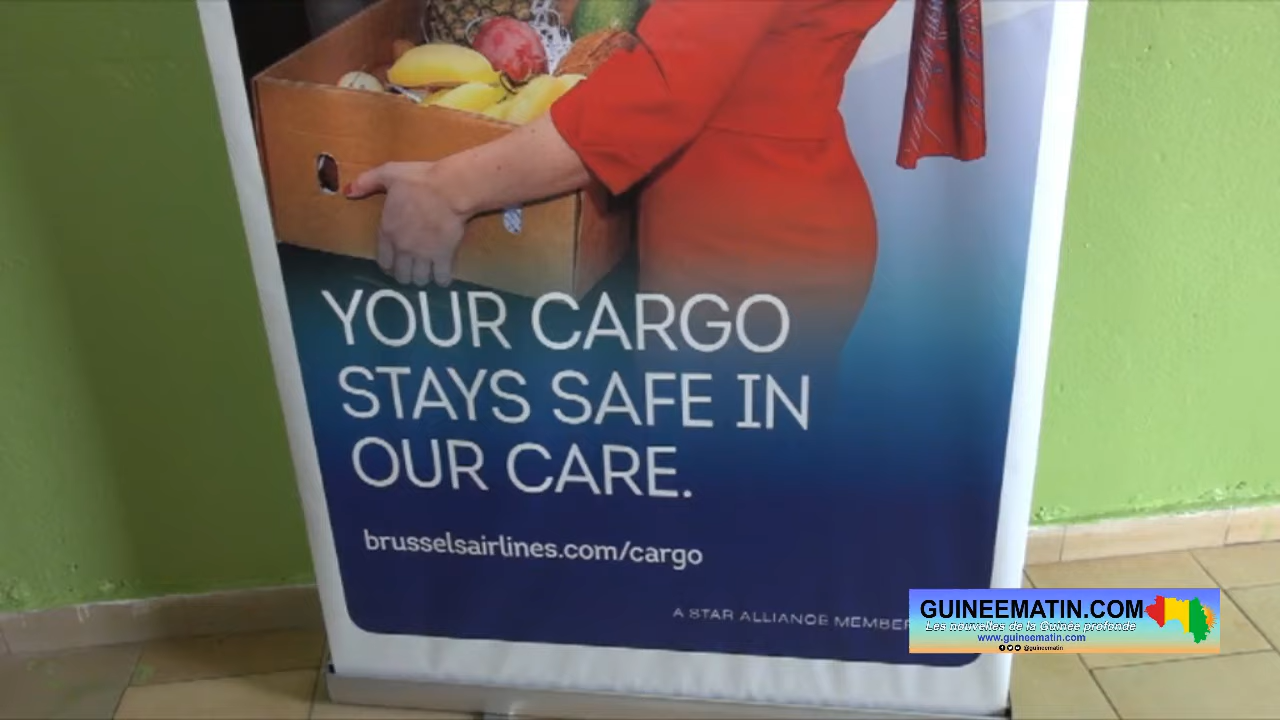 YOUR CARGO
STAYS SAFE IN
OUR CARE.
brusselsairlines.com/cargo
A STAR ALLIANCE MEMBER
GUINEEMATIN.COM
Les nouvelles de la Guinée profonde
www.guineematin.com
@guineematin